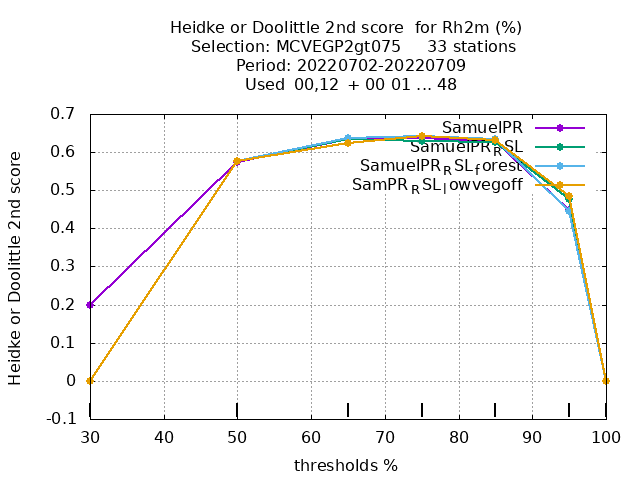 Heidke or Doolittle 2nd score  for Rh2m (%)
Selection: MCVEGP2gt075     33 stations
Period: 20220702-20220709
Used  00,12  + 00 01 ... 48
SamuelPR
SamuelPR_RSL
SamuelPR_RSL_forest
SamPR_RSL_lowvegoff
Heidke or Doolittle 2nd score
0.7
0.6
0.5
0.4
0.3
0.2
0.1
0
-0.1
30 40 50 60 70 80 90 100
thresholds %